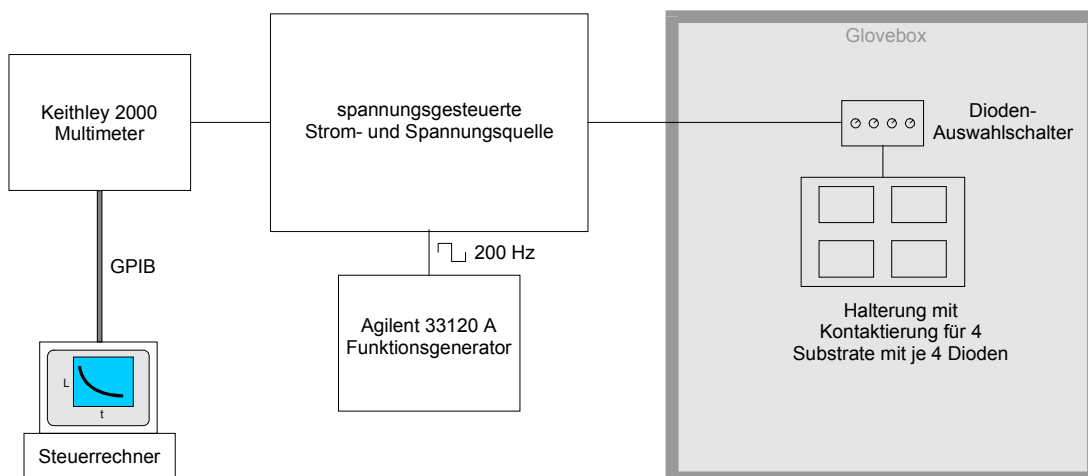 Keithley 2000
Multimeter
spannungsgesteuerte
Strom- und Spannungsquelle
Glovebox
Dioden-
Auswahlschalter
200 Hz
GPIB
Agilent 33120 A
Funktionsgenerator
Halterung mit
Kontaktierung für 4
Substrate mit je 4 Dioden
L
t
Steuerrechner